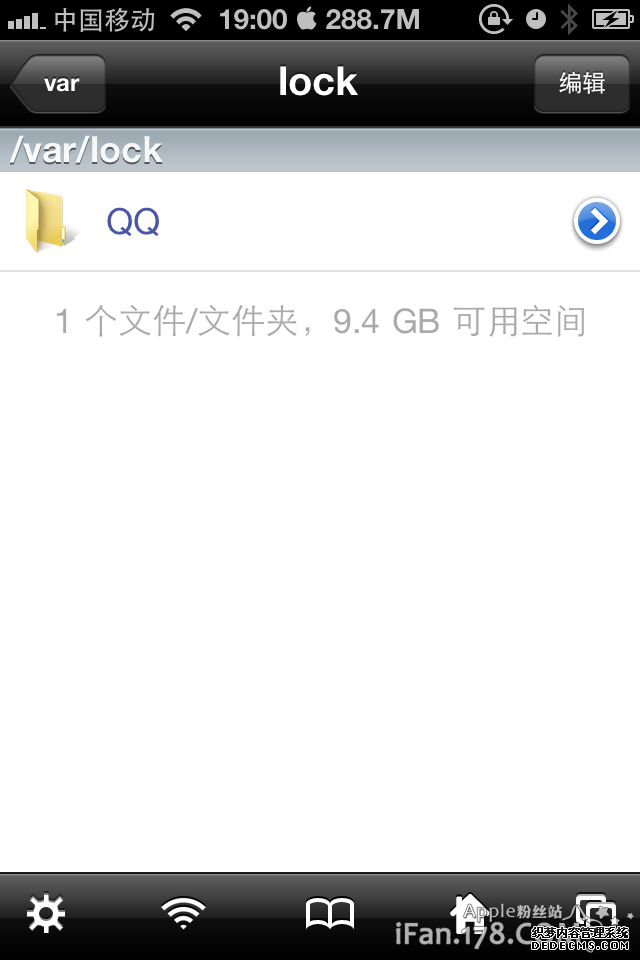 中国移动 19:00 288.7M
var lock 编辑
/var/lock
QQ
1 个文件/文件夹，9.4 GB 可用空间
Apple粉丝站
iFan.178.C
织梦内容管理系统
DEDECMS.COM